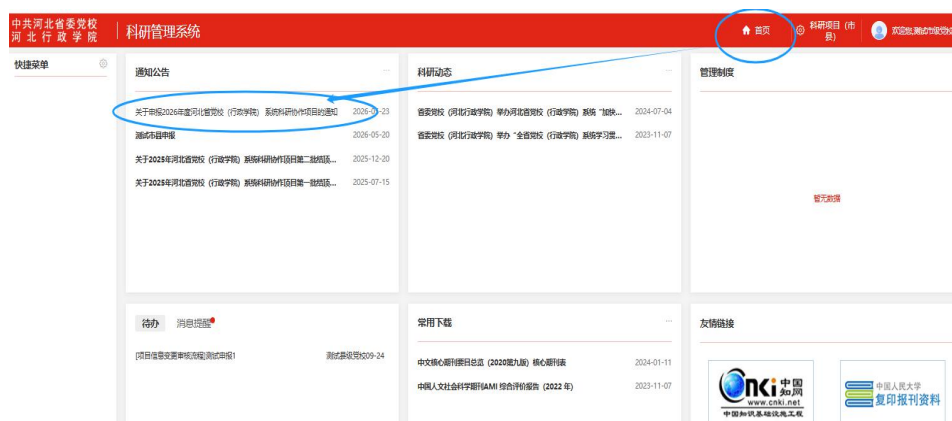 中共河北省委党校
河北行政学院
科研管理系统
首页
科研项目（市
县）
快捷菜单
通知公告
关于申报2026年度河北省党校（行政学院）系统科研协作项目的通知
测试市县申报 2026-05-20
关于2025年河北省党校（行政学院）系统科研协作项目第二批结项... 2025-12-20
关于2025年河北省党校（行政学院）系统科研协作项目第一批结项... 2025-07-15
科研动态
省委党校（河北行政学院）举办河北省党校（行政学院）系统“加快... 2024-07-04
省委党校（河北行政学院）举办“全省党校（行政学院）系统学习贯... 2023-11-07
管理制度
暂无数据
待办 消息提醒
[项目信息变更审核流程]测试申报1 测试县级党校09-24
常用下载
中文核心期刊要目总览（2020第九版）核心期刊表 2024-01-11
中国人文社会科学期刊AMI 综合评价报告（2022 年） 2023-11-07
友情链接
cnki 中国
知网
www.cnki.net
中国知识基础设施工程
中国人民大学
复印报刊资料